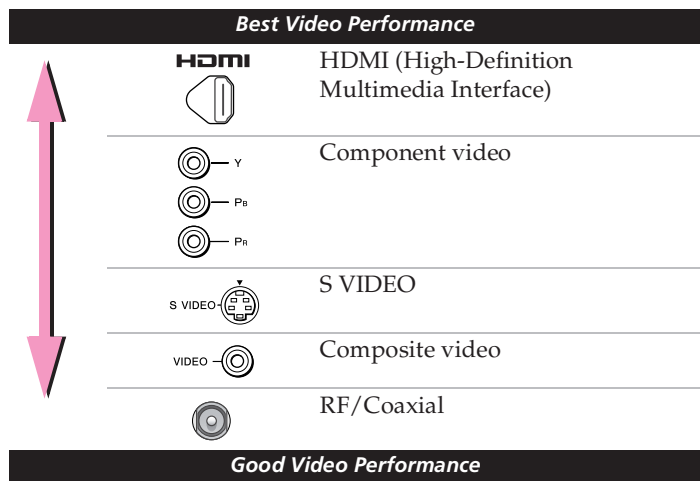 Best Video Performance
HDMI
HDMI (High-Definition
Multimedia Interface)
Y
PB
PR
Component video
S VIDEO
S VIDEO
VIDEO
Composite video
RF/Coaxial
Good Video Performance